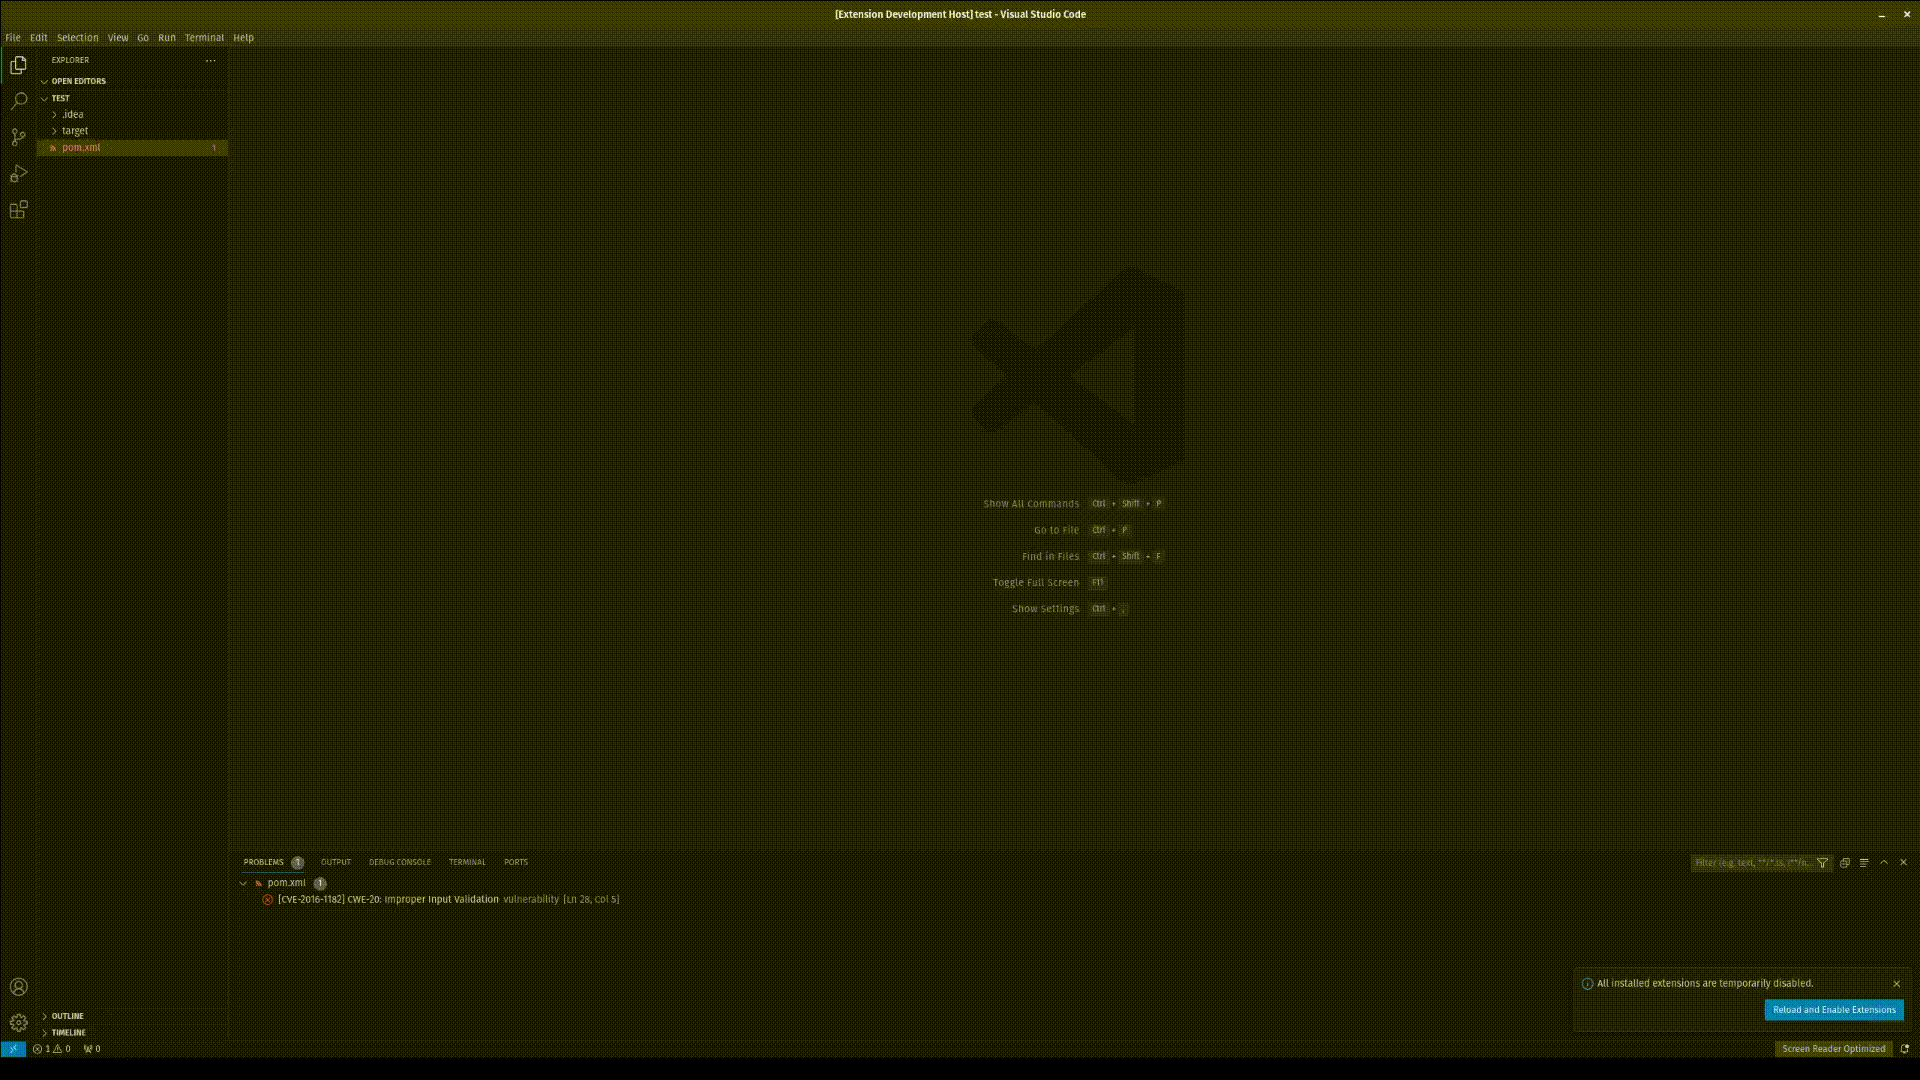 [Extension Development Host] test - Visual Studio Code
File Edit Selection View Go Run Terminal Help
EXPLORER
OPEN EDITORS
TEST
.idea
target
pom.xml 1
Show All Commands Ctrl + Shift + P
Go to File Ctrl + P
Find in Files Ctrl + Shift + F
Toggle Full Screen F11
Show Settings Ctrl + ,
PROBLEMS 1 OUTPUT DEBUG CONSOLE TERMINAL PORTS
Filter (e.g. text, **/*.ts, !**/n...
pom.xml 1
[CVE-2016-1182] CWE-20: Improper Input Validation vulnerability [Ln 28, Col 5]
All installed extensions are temporarily disabled.
Reload and Enable Extensions
OUTLINE
TIMELINE
1 0 0
Screen Reader Optimized